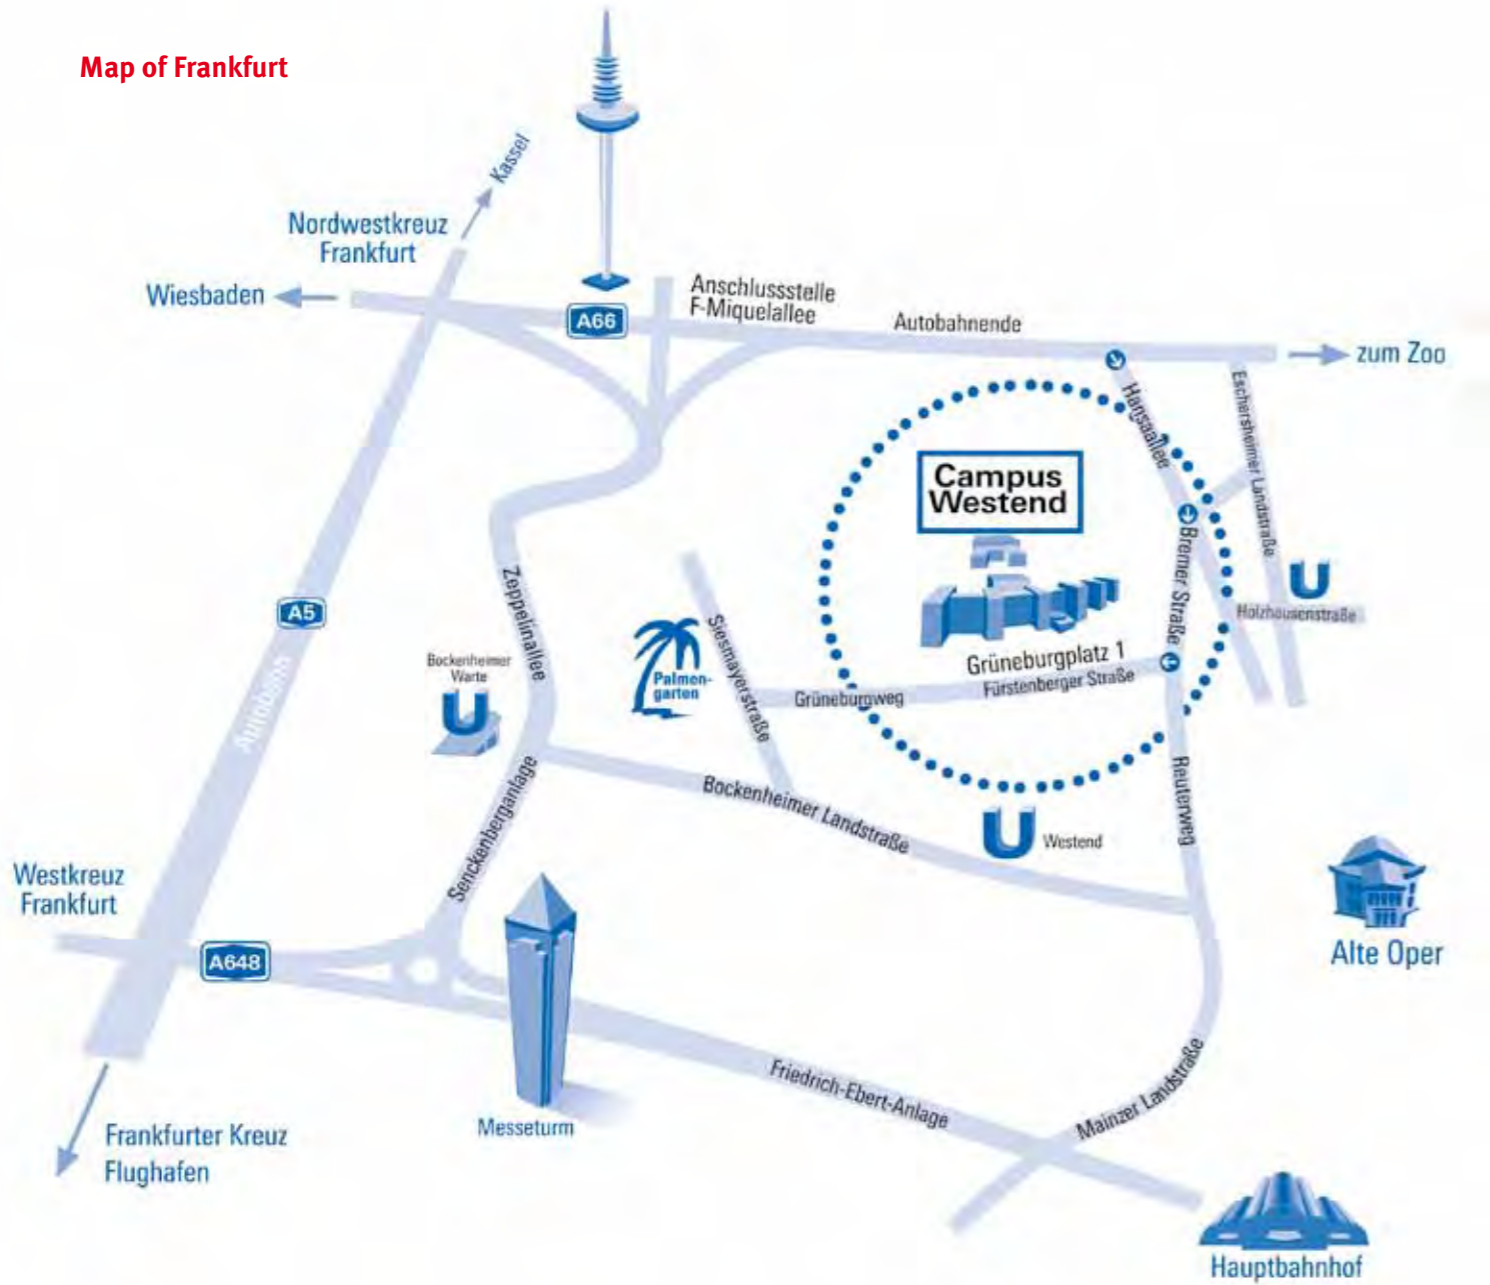 Map of Frankfurt
Kassel
Nordwestkreuz
Frankfurt
Wiesbaden
A66
Anschlussstelle
F-Miquelallee
Autobahnende
zum Zoo
Hansaallee
Eschersheimer Landstraße
Campus
Westend
Bremer Straße
U
Holzhausenstraße
A5
Zeppelinallee
Siesmayerstraße
Bockenheimer
Warte
U
Palmen-
garten
Grüneburgplatz 1
Fürstenberger Straße
Grüneburgweg
Autobahn
Senckenberganlage
Bockenheimer Landstraße
Reuterweg
U
Westend
Westkreuz
Frankfurt
A648
Alte Oper
Friedrich-Ebert-Anlage
Mainzer Landstraße
Messeturm
Frankfurter Kreuz
Flughafen
Hauptbahnhof